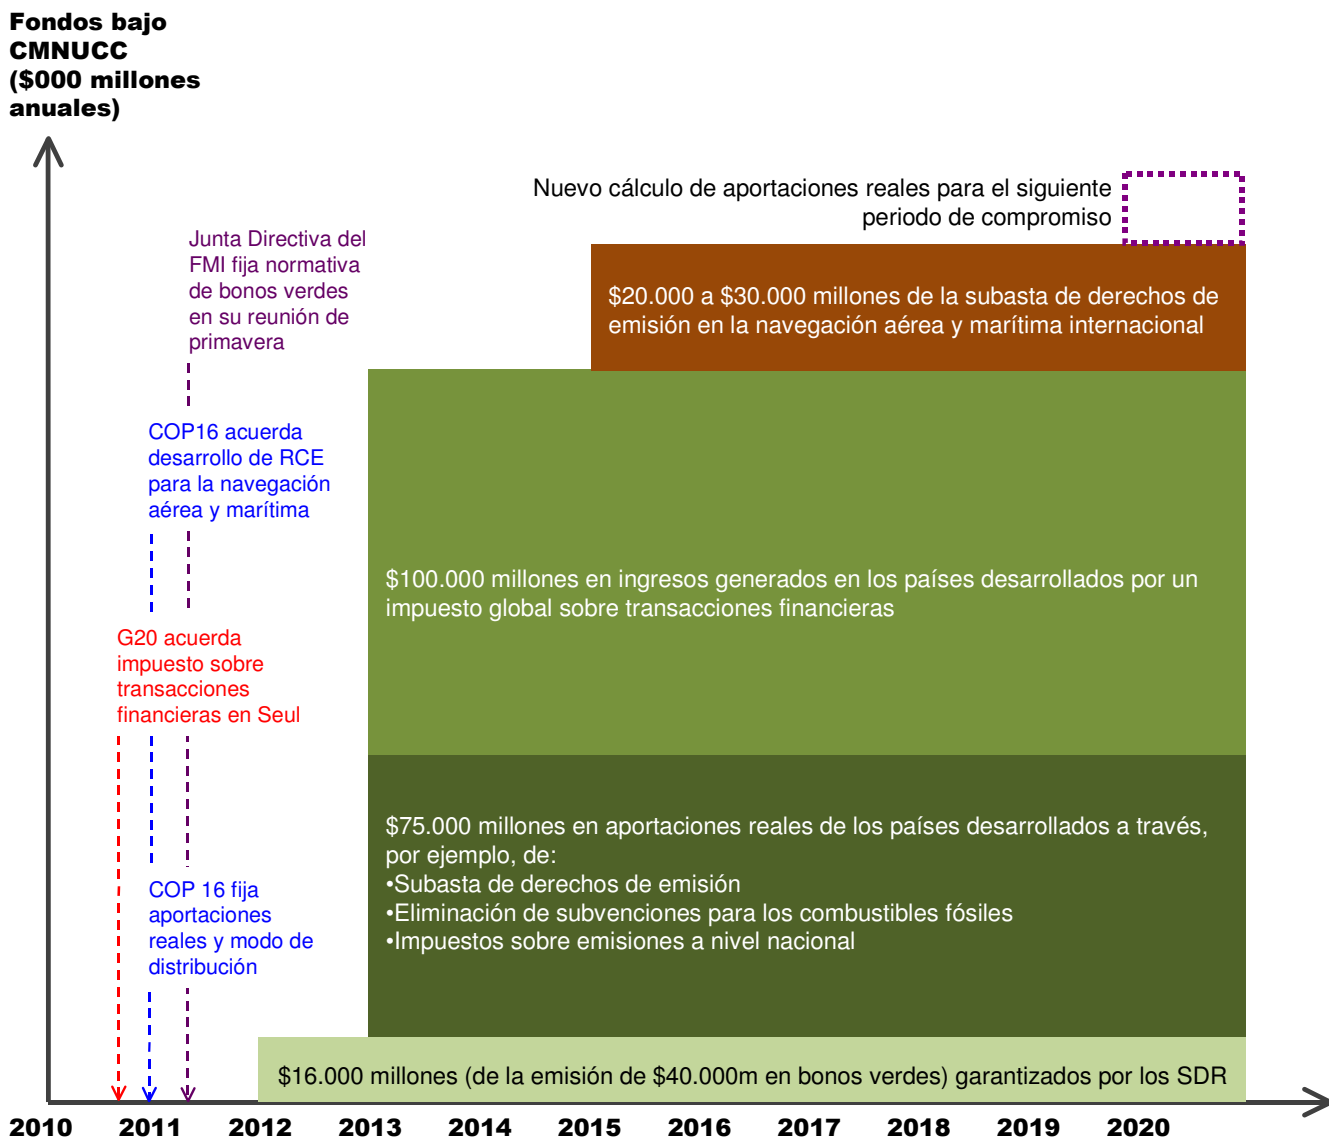 Fondos bajo
CMNUCC
($000 millones
anuales)
Nuevo cálculo de aportaciones reales para el siguiente
periodo de compromiso
Junta Directiva del
FMI fija normativa
de bonos verdes
en su reunión de
primavera
$20.000 a $30.000 millones de la subasta de derechos de
emisión en la navegación aérea y marítima internacional
COP16 acuerda
desarrollo de RCE
para la navegación
aérea y marítima
$100.000 millones en ingresos generados en los países desarrollados por un
impuesto global sobre transacciones financieras
G20 acuerda
impuesto sobre
transacciones
financieras en Seul
$75.000 millones en aportaciones reales de los países desarrollados a través,
por ejemplo, de:
•Subasta de derechos de emisión
•Eliminación de subvenciones para los combustibles fósiles
•Impuestos sobre emisiones a nivel nacional
COP 16 fija
aportaciones
reales y modo de
distribución
$16.000 millones (de la emisión de $40.000m en bonos verdes) garantizados por los SDR
2010 2011 2012 2013 2014 2015 2016 2017 2018 2019 2020